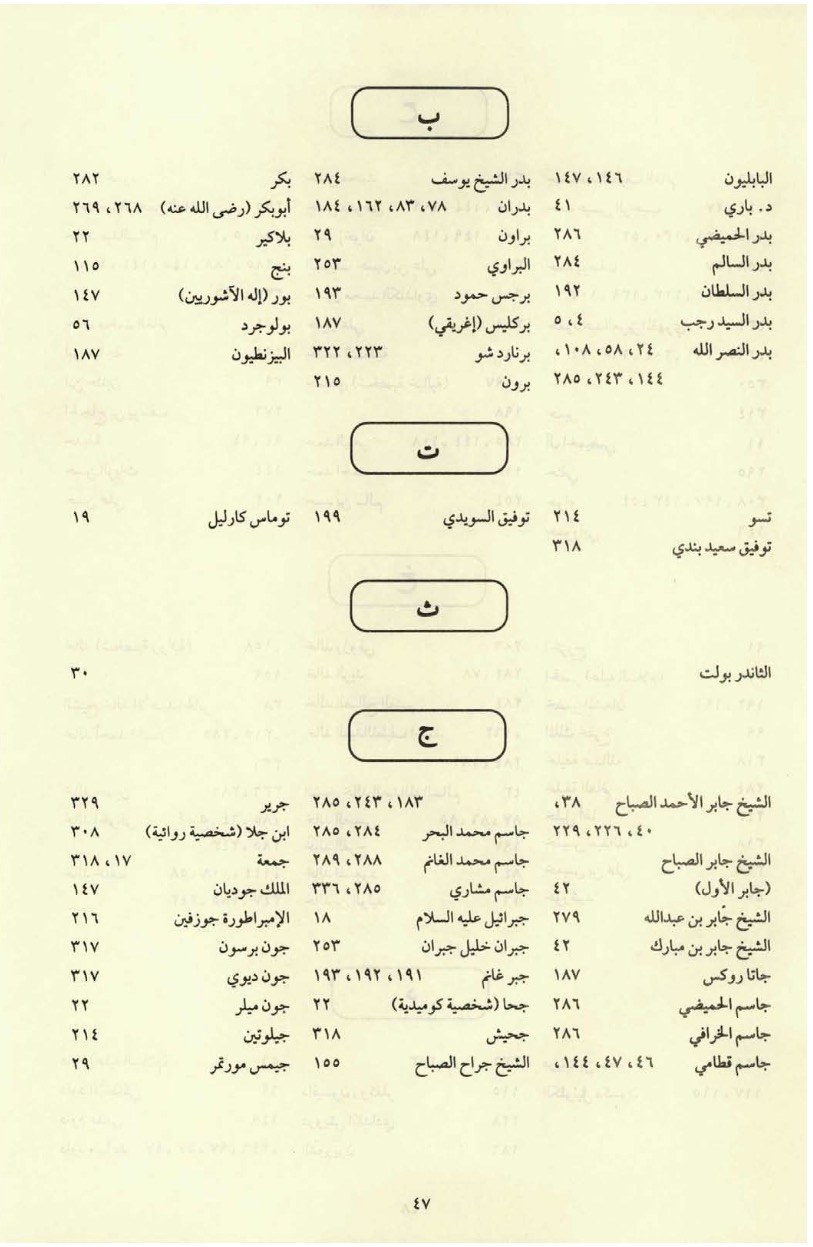 ب
البابليون ١٤٦، ١٤٧
د. باري ٤١
بدر الحميضي ٢٨٦
بدر السالم ٢٨٤
بدر السلطان ١٩٢
بدر السيد رجب ٤، ٥
بدر النصر الله ٢٤، ٥٨، ١٠٨،
١٤٤، ٢٤٣، ٢٨٥
بدر الشيخ يوسف ٢٨٤
بدران ٧٨، ٨٣، ١٦٢، ١٨٤
براون ٢٩
البراوي ٢٥٣
برجس حمود ١٩٣
بركليس (إغريقي) ١٨٧
برنارد شو ٢٢٣، ٣٢٢
برون ٢١٥
بكر ٢٨٢
أبوبكر (رضى الله عنه) ٢٦٨، ٢٦٩
بلاكير ٢٢
بنج ١١٥
بور (إله الآشوريين) ١٤٧
بولوجرد ٥٦
البيزنطيون ١٨٧
ت
تسو ٢١٤
توفيق سعيد بندي ٣١٨
توفيق السويدي ١٩٩
توماس كارليل ١٩
ث
الثاندر بولت ٣٠
ج
الشيخ جابر الأحمد الصباح ٣٨،
٤٠، ٢٢٦، ٢٢٩
الشيخ جابر الصباح
(جابر الأول) ٤٢
الشيخ جابر بن عبدالله ٢٧٩
الشيخ جابر بن مبارك ٤٢
جاتا روكس ١٨٧
جاسم الحميضي ٢٨٦
جاسم الخرافي ٢٨٦
جاسم قطامي ٤٦، ٤٧، ١٤٤،
١٨٣، ٢٤٣، ٢٨٥
جاسم محمد البحر ٢٨٤، ٢٨٥
جاسم محمد الغانم ٢٨٨، ٢٨٩
جاسم مشاري ٢٨٥، ٣٣٦
جبرائيل عليه السلام ١٨
جبران خليل جبران ٢٥٣
جبر غانم ١٩١، ١٩٢، ١٩٣
جحا (شخصية كوميدية) ٢٢
جحيش ٣١٨
الشيخ جراح الصباح ١٥٥
جرير ٣٢٩
ابن جلا (شخصية روائية) ٣٠٨
جمعة ١٧، ٣١٨
الملك جوديان ١٤٧
الإمبراطورة جوزفين ٢١٦
جون برسون ٣١٧
جون ديوي ٣١٧
جون ميلر ٢٢
جيلوتين ٢١٤
جيمس مورتمر ٢٩
٤٧